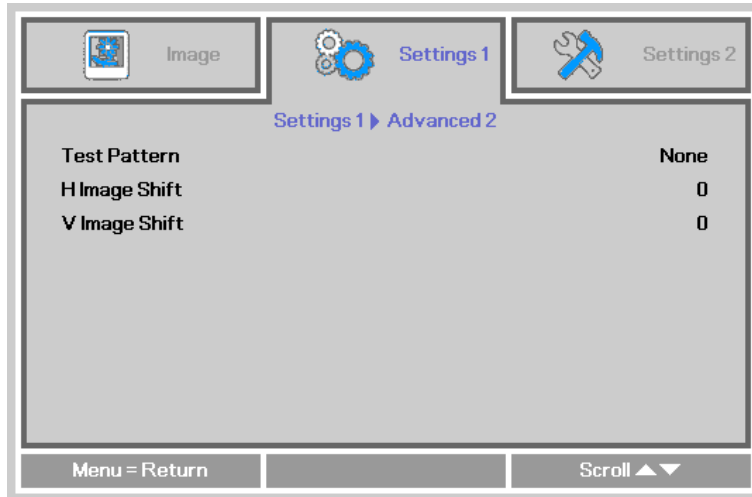 Image Settings 1 Settings 2
Settings 1 ▶ Advanced 2
Test Pattern None
H Image Shift 0
V Image Shift 0
Menu = Return Scroll ▲▼